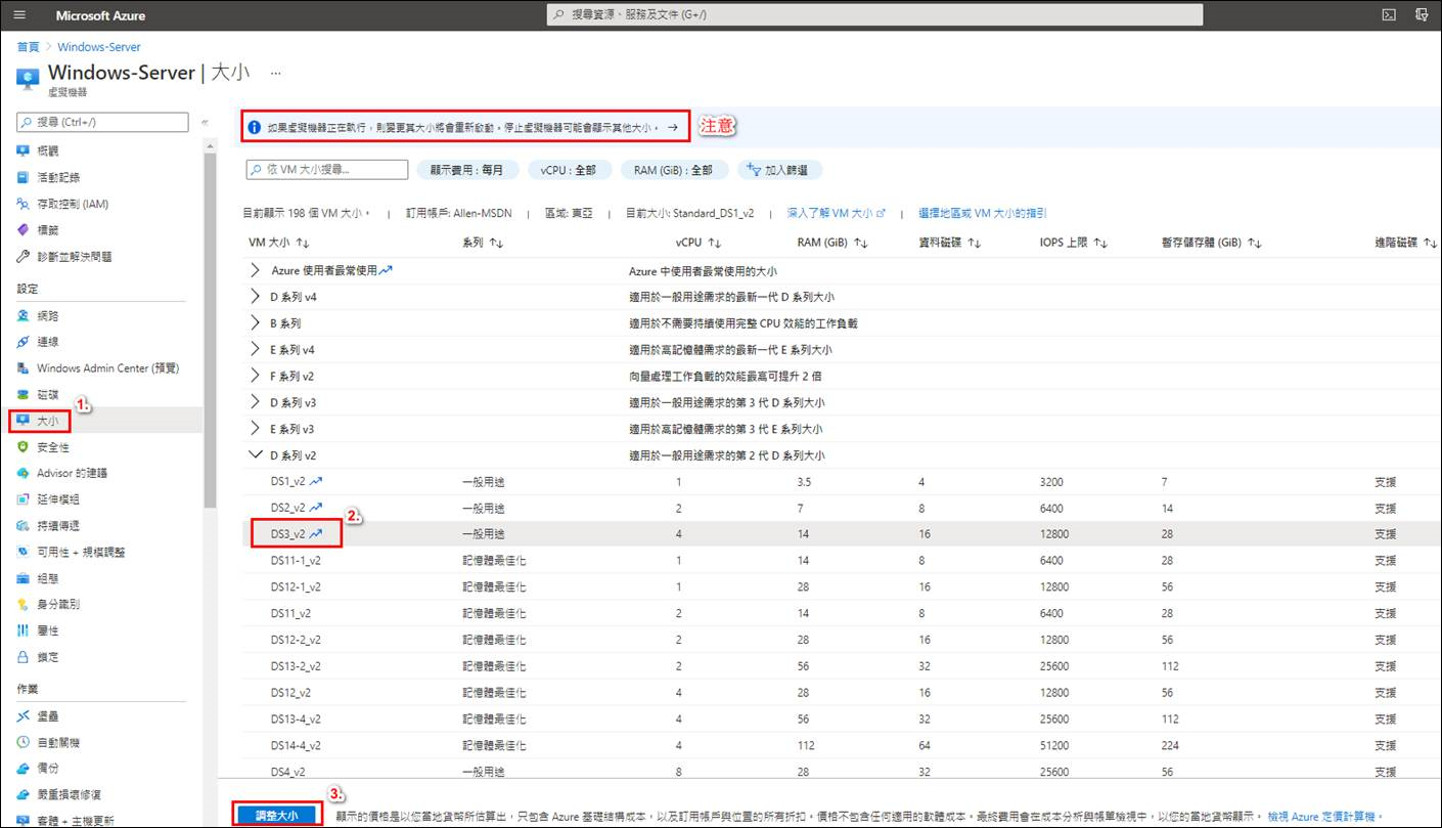 Microsoft Azure
搜尋資源、服務及文件 (G+/)
首頁 > Windows-Server
Windows-Server | 大小 ...
虛擬機器
搜尋 (Ctrl+/)
«
概觀
活動記錄
存取控制 (IAM)
標籤
診斷並解決問題
設定
網路
連線
Windows Admin Center (預覽)
磁碟
1.
大小
安全性
Advisor 的建議
延伸模組
持續傳遞
可用性 + 規模調整
組態
身分識別
屬性
鎖定
作業
堡壘
自動關機
備份
嚴重損壞修復
客體 + 主機更新
如果虛擬機器正在執行，則變更其大小將會重新啟動。停止虛擬機器可能會顯示其他大小。 → 注意
依 VM 大小搜尋... 顯示費用 : 每月 vCPU : 全部 RAM (GiB) : 全部 加入篩選
目前顯示 198 個 VM 大小。 | 訂用帳戶: Allen-MSDN | 區域: 東亞 | 目前大小: Standard_DS1_v2 | 深入了解 VM 大小 | 選擇地區或 VM 大小的指引
VM 大小 ↑↓ 系列 ↑↓ vCPU ↑↓ RAM (GiB) ↑↓ 資料磁碟 ↑↓ IOPS 上限 ↑↓ 暫存儲存體 (GiB) ↑↓ 進階磁碟 ↑↓
Azure 使用者最常使用 Azure 中使用者最常使用的大小
D 系列 v4 適用於一般用途需求的最新一代 D 系列大小
B 系列 適用於不需要持續使用完整 CPU 效能的工作負載
E 系列 v4 適用於高記憶體需求的最新一代 E 系列大小
F 系列 v2 向量處理工作負載的效能最高可提升 2 倍
D 系列 v3 適用於一般用途需求的第 3 代 D 系列大小
E 系列 v3 適用於高記憶體需求的第 3 代 E 系列大小
D 系列 v2 適用於一般用途需求的第 2 代 D 系列大小
DS1_v2 一般用途 1 3.5 4 3200 7 支援
DS2_v2 一般用途 2 7 8 6400 14 支援
2.
DS3_v2 一般用途 4 14 16 12800 28 支援
DS11-1_v2 記憶體最佳化 1 14 8 6400 28 支援
DS12-1_v2 記憶體最佳化 1 28 16 12800 56 支援
DS11_v2 記憶體最佳化 2 14 8 6400 28 支援
DS12-2_v2 記憶體最佳化 2 28 16 12800 56 支援
DS13-2_v2 記憶體最佳化 2 56 32 25600 112 支援
DS12_v2 記憶體最佳化 4 28 16 12800 56 支援
DS13-4_v2 記憶體最佳化 4 56 32 25600 112 支援
DS14-4_v2 記憶體最佳化 4 112 64 51200 224 支援
DS4_v2 一般用途 8 28 32 25600 56 支援
3.
調整大小 顯示的價格是以您當地貨幣所估算出，只包含 Azure 基礎結構成本，以及訂用帳戶與位置的所有折扣。價格不包含任何適用的軟體成本。最終費用會在成本分析與帳單檢視中，以您的當地貨幣顯示。 檢視 Azure 定價計算機。